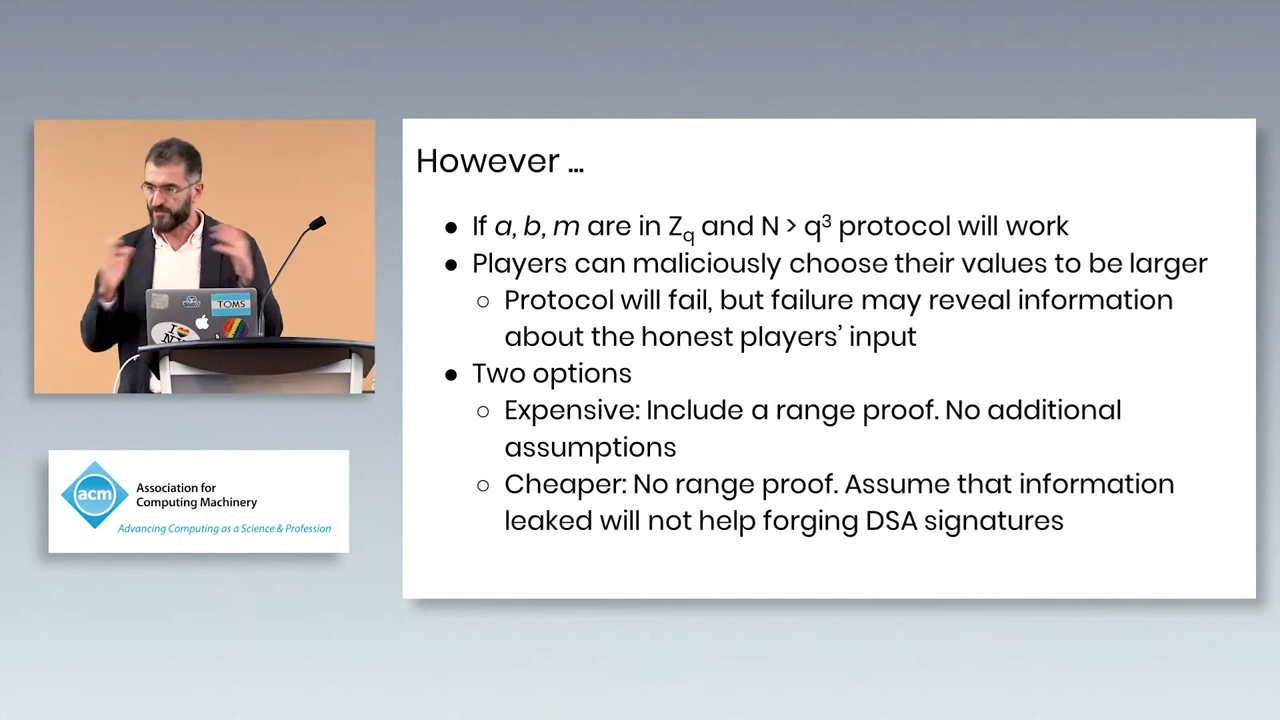 However ...
● If a, b, m are in Zq and N > q³ protocol will work
● Players can maliciously choose their values to be larger
○ Protocol will fail, but failure may reveal information
about the honest players' input
● Two options
○ Expensive: Include a range proof. No additional
assumptions
○ Cheaper: No range proof. Assume that information
leaked will not help forging DSA signatures
TOMS
acm
Association for
Computing Machinery
Advancing Computing as a Science & Profession